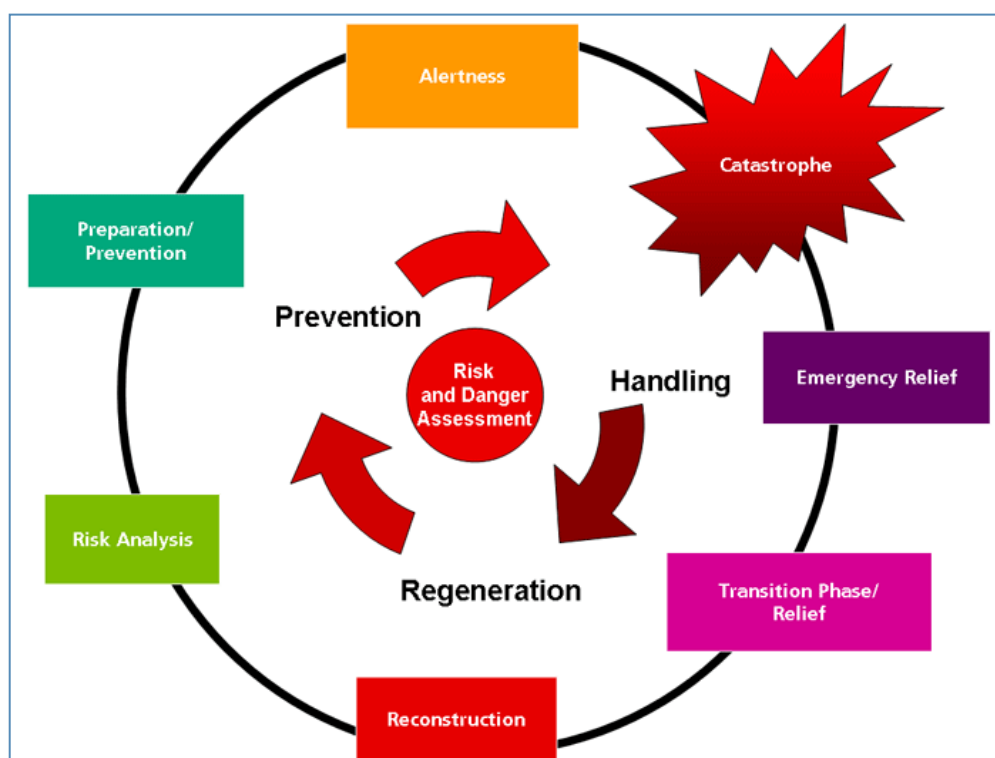 Alertness
Catastrophe
Preparation/
Prevention
Prevention
Risk
and Danger
Assessment
Handling
Emergency Relief
Risk Analysis
Regeneration
Transition Phase/
Relief
Reconstruction